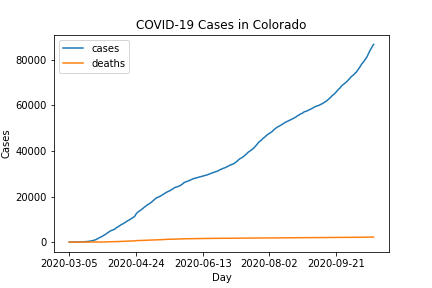 COVID-19 Cases in Colorado
cases
deaths
80000
60000
40000
20000
0
Cases
2020-03-05 2020-04-24 2020-06-13 2020-08-02 2020-09-21
Day